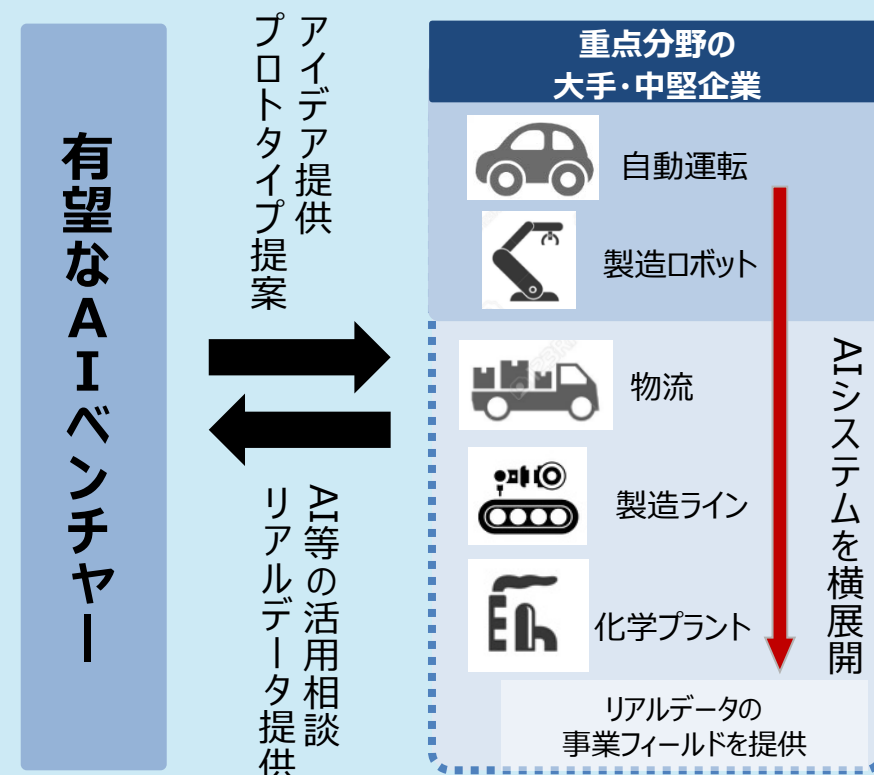 有望なAIベンチャー
アイデア提供
プロトタイプ提案
AI等の活用相談
リアルデータ提供
重点分野の
大手・中堅企業
自動運転
製造ロボット
物流
製造ライン
化学プラント
AIシステムを横展開
リアルデータの
事業フィールドを提供